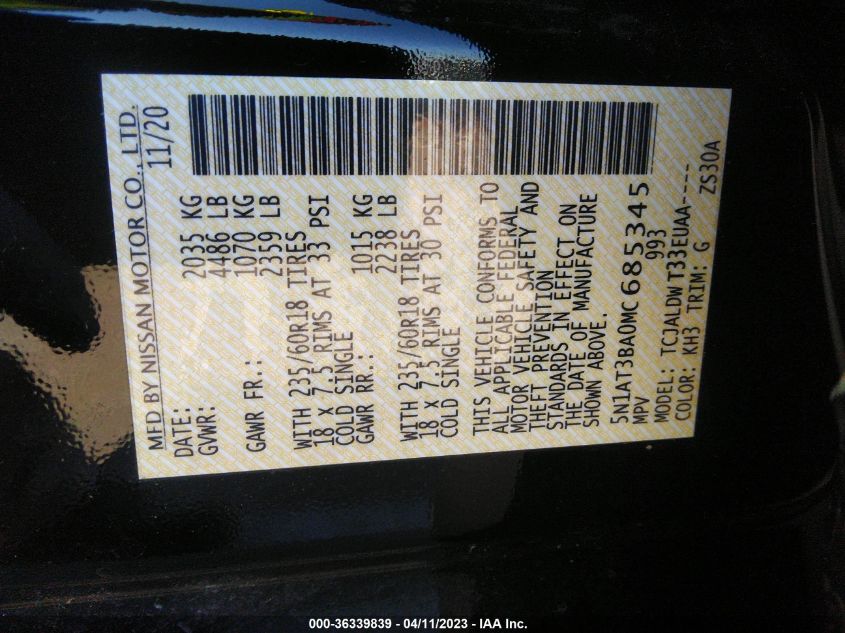 MFD BY NISSAN MOTOR CO., LTD.
DATE: 11/20
GVWR: 2035 KG
4486 LB
GAWR FR.: 1070 KG
2359 LB
WITH 235/60R18 TIRES
18 X 7.5 RIMS AT 33 PSI
COLD SINGLE
GAWR RR.: 1015 KG
2238 LB
WITH 235/60R18 TIRES
18 X 7.5 RIMS AT 30 PSI
COLD SINGLE
THIS VEHICLE CONFORMS TO
ALL APPLICABLE FEDERAL
MOTOR VEHICLE SAFETY AND
THEFT PREVENTION
STANDARDS IN EFFECT ON
THE DATE OF MANUFACTURE
SHOWN ABOVE.
5N1AT3BA0MC685345
MPV 993
MODEL: TCJALDWT33EUAA----
COLOR: KH3 TRIM: G ZS30A
000-36339839 - 04/11/2023 - IAA Inc.